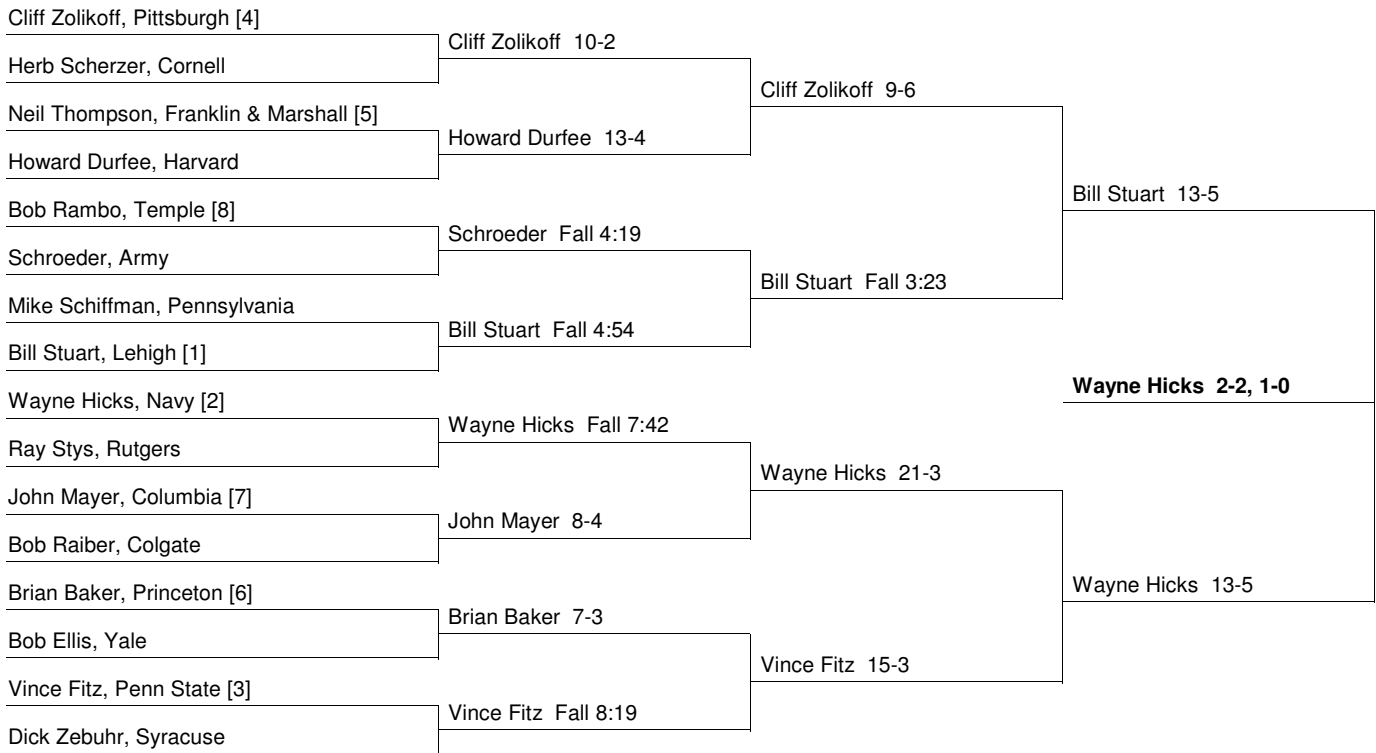 Cliff Zolikoff, Pittsburgh [4]
Herb Scherzer, Cornell
Neil Thompson, Franklin & Marshall [5]
Howard Durfee, Harvard
Bob Rambo, Temple [8]
Schroeder, Army
Mike Schiffman, Pennsylvania
Bill Stuart, Lehigh [1]
Wayne Hicks, Navy [2]
Ray Stys, Rutgers
John Mayer, Columbia [7]
Bob Raiber, Colgate
Brian Baker, Princeton [6]
Bob Ellis, Yale
Vince Fitz, Penn State [3]
Dick Zebuhr, Syracuse
Cliff Zolikoff 10-2
Howard Durfee 13-4
Schroeder Fall 4:19
Bill Stuart Fall 4:54
Wayne Hicks Fall 7:42
John Mayer 8-4
Brian Baker 7-3
Vince Fitz Fall 8:19
Cliff Zolikoff 9-6
Bill Stuart Fall 3:23
Wayne Hicks 21-3
Vince Fitz 15-3
Bill Stuart 13-5
Wayne Hicks 13-5
Wayne Hicks 2-2, 1-0